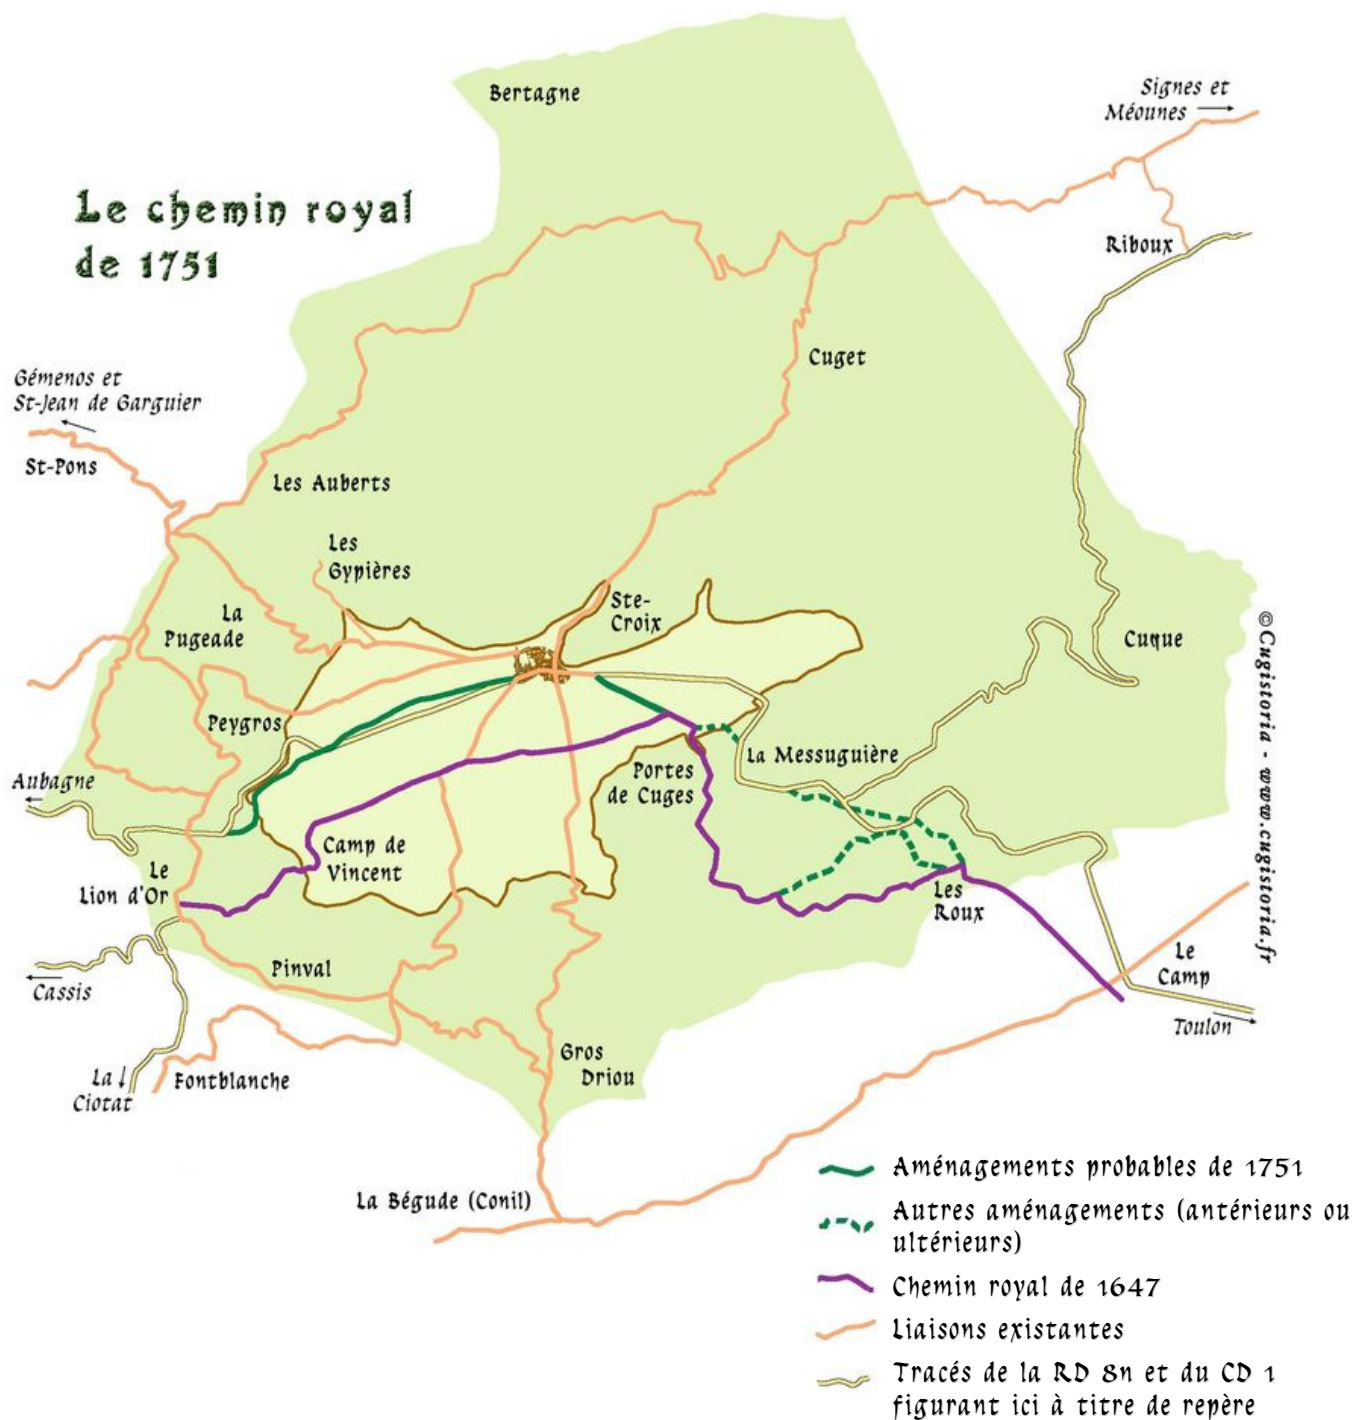 Bertagne
Signes et
Méounes
Le chemin royal
de 1751
Riboux
Cuget
Gémenos et
St-Jean de Garguier
St-Pons
Les Auberts
Les
Gypières
Ste-
Croix
La
Pugeade
Cuque
©Cugistoria - www.cugistoria.fr
Peygros
La Messuguière
Portes
de Cuges
Aubagne
Camp de
Vincent
Le
Lion d'Or
Les
Roux
Le
Camp
Pinval
Cassis
Toulon
Gros
Driou
La
Ciotat
Fontblanche
La Bégude (Conil)
Aménagements probables de 1751
Autres aménagements (antérieurs ou
ultérieurs)
Chemin royal de 1647
Liaisons existantes
Tracés de la RD 8n et du CD 1
figurant ici à titre de repère